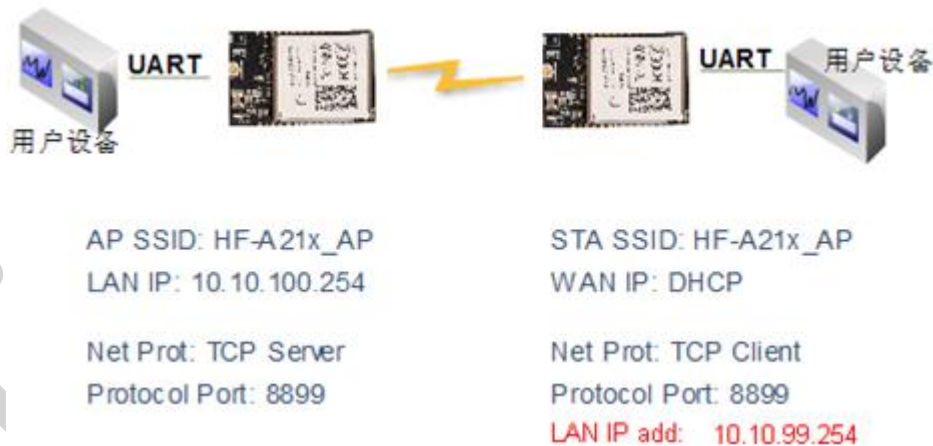 UART
用户设备
UART
用户设备
AP SSID: HF-A21x_AP
LAN IP: 10.10.100.254
Net Prot: TCP Server
Protocol Port: 8899
STA SSID: HF-A21x_AP
WAN IP: DHCP
Net Prot: TCP Client
Protocol Port: 8899
LAN IP add: 10.10.99.254